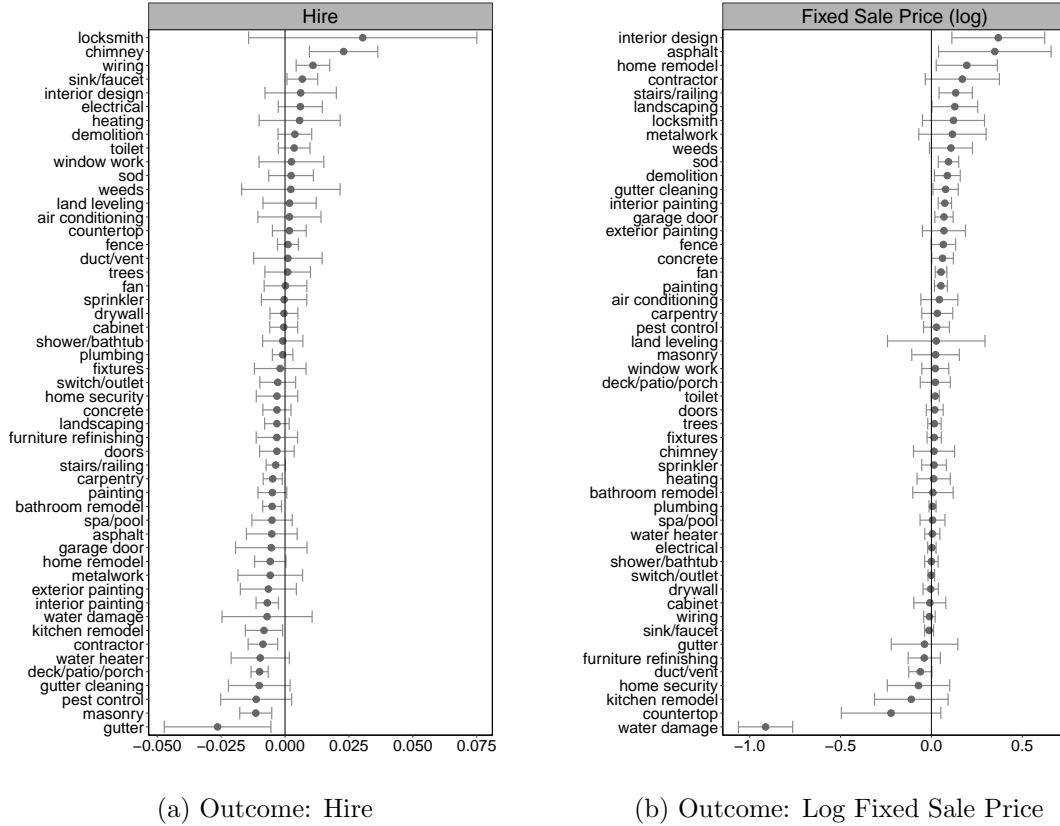 Hire
locksmith
chimney
wiring
sink/faucet
interior design
electrical
heating
demolition
toilet
window work
sod
weeds
land leveling
air conditioning
countertop
fence
duct/vent
trees
fan
sprinkler
drywall
cabinet
shower/bathtub
plumbing
fixtures
switch/outlet
home security
concrete
landscaping
furniture refinishing
doors
stairs/railing
carpentry
painting
bathroom remodel
spa/pool
asphalt
garage door
home remodel
metalwork
exterior painting
interior painting
water damage
kitchen remodel
contractor
water heater
deck/patio/porch
gutter cleaning
pest control
masonry
gutter
−0.050 −0.025 0.000 0.025 0.050 0.075
(a) Outcome: Hire
Fixed Sale Price (log)
interior design
asphalt
home remodel
contractor
stairs/railing
landscaping
locksmith
metalwork
weeds
sod
demolition
gutter cleaning
interior painting
garage door
exterior painting
fence
concrete
fan
painting
air conditioning
carpentry
pest control
land leveling
masonry
window work
deck/patio/porch
toilet
doors
trees
fixtures
chimney
sprinkler
heating
bathroom remodel
plumbing
spa/pool
water heater
electrical
shower/bathtub
switch/outlet
drywall
cabinet
wiring
sink/faucet
gutter
furniture refinishing
duct/vent
home security
kitchen remodel
countertop
water damage
−1.0 −0.5 0.0 0.5
(b) Outcome: Log Fixed Sale Price